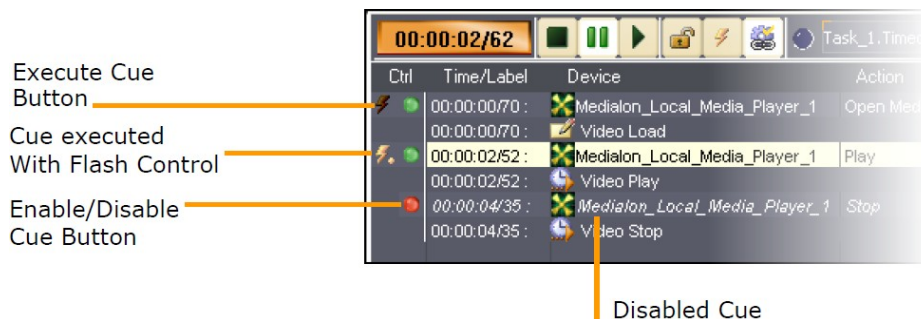 00:00:02/62
Task_1.Timec
Ctrl Time/Label Device Action
Execute Cue
Button
00:00:00/70 : Medialon_Local_Media_Player_1 Open Med
00:00:00/70 : Video Load
Cue executed
With Flash Control
00:00:02/52 : Medialon_Local_Media_Player_1 Play
00:00:02/52 : Video Play
Enable/Disable
Cue Button
00:00:04/35 : Medialon_Local_Media_Player_1 Stop
00:00:04/35 : Video Stop
Disabled Cue